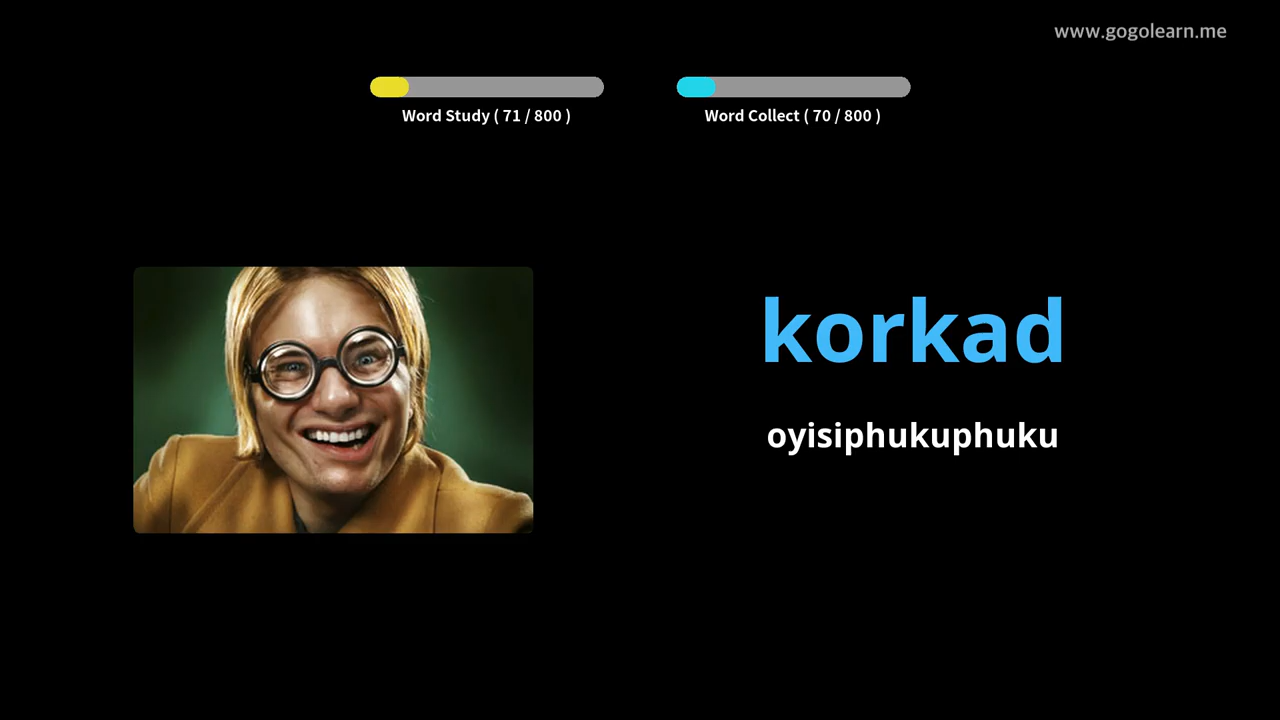 www.gogolearn.me
Word Study ( 71 / 800 )
Word Collect ( 70 / 800 )
korkad
oyisiphukuphuku